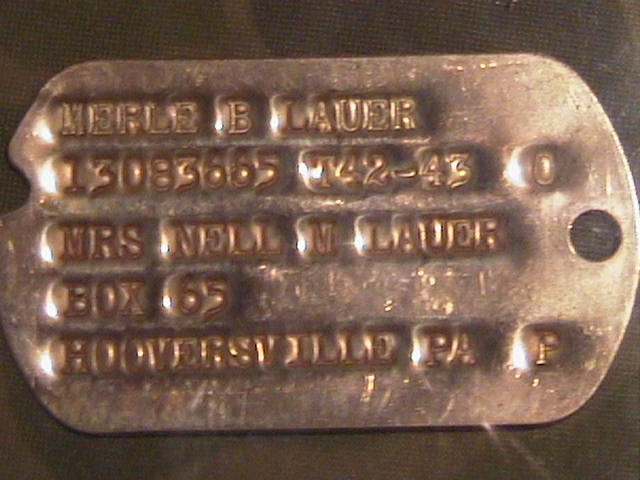 MERLE B LAUER
13083665 T42-43 O
MRS NELL M LAUER
BOX 65
HOOVERSVILLE PA P